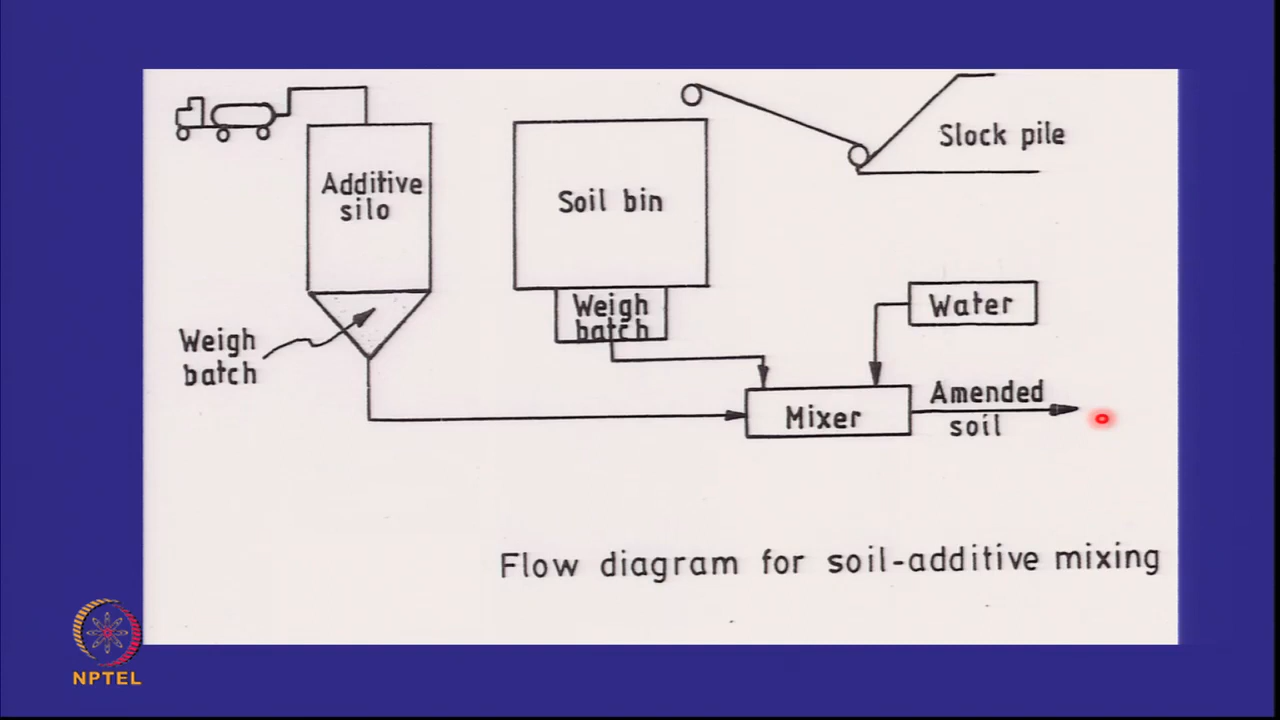 Additive
silo
Soil bin
Slock pile
Weigh
batch
Weigh
batch
Water
Mixer
Amended
soil
Flow diagram for soil-additive mixing
NPTEL